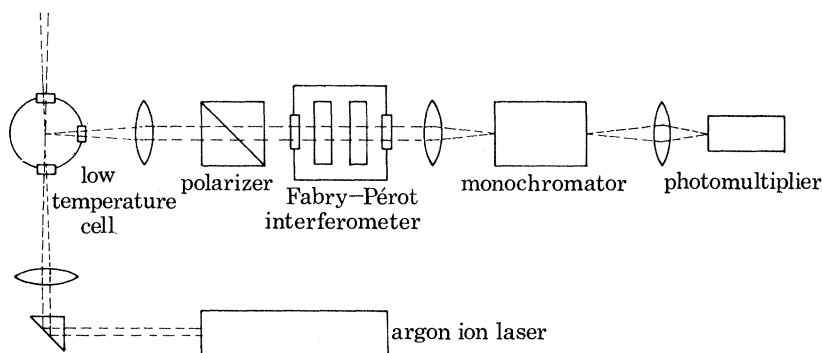 low
temperature
cell
polarizer
Fabry–Pérot
interferometer
monochromator
photomultiplier
argon ion laser